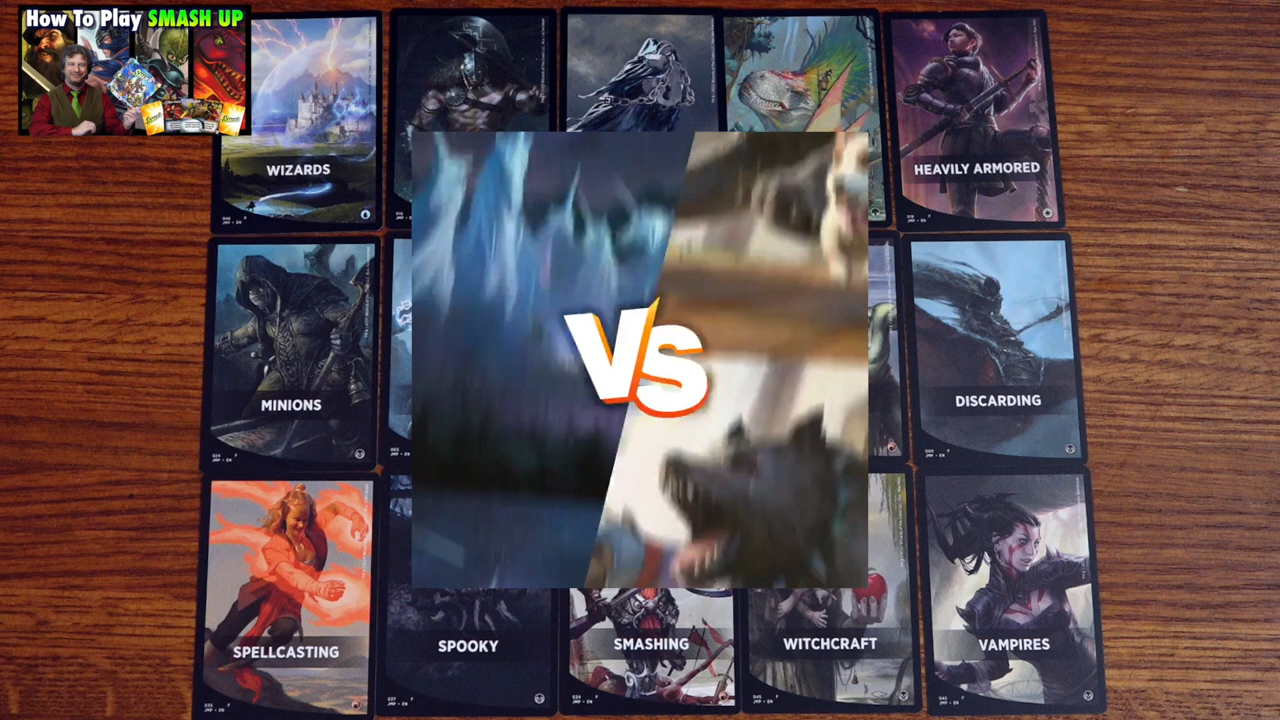 How To Play SMASH UP
WIZARDS
HEAVILY ARMORED
MINIONS
DISCARDING
VS
SPELLCASTING
SPOOKY
SMASHING
WITCHCRAFT
VAMPIRES